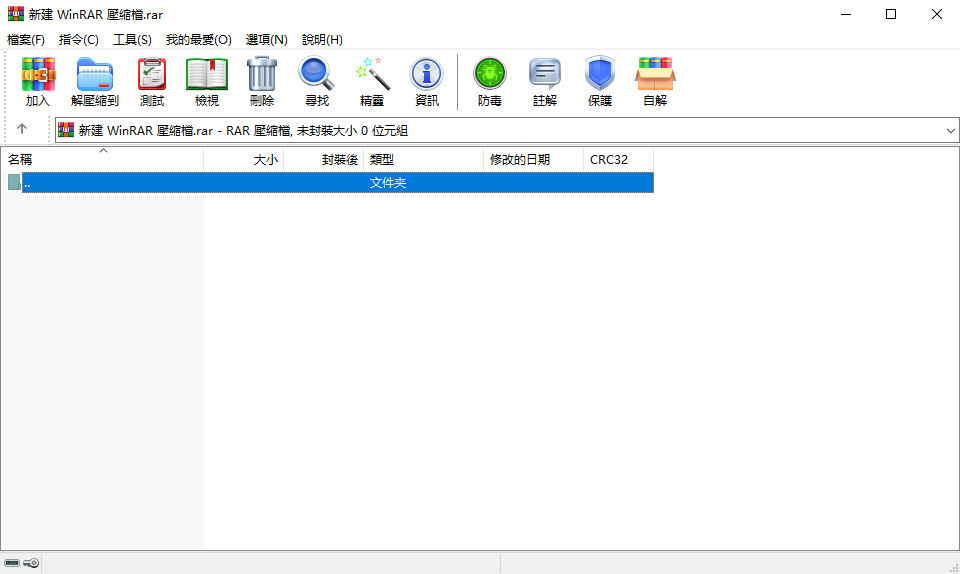 新建 WinRAR 壓縮檔.rar
檔案(F) 指令(C) 工具(S) 我的最愛(O) 選項(N) 說明(H)
加入 解壓縮到 測試 檢視 刪除 尋找 精靈 資訊 防毒 註解 保護 自解
新建 WinRAR 壓縮檔.rar - RAR 壓縮檔, 未封裝大小 0 位元組
名稱 大小 封裝後 類型 修改的日期 CRC32
.. 文件夹